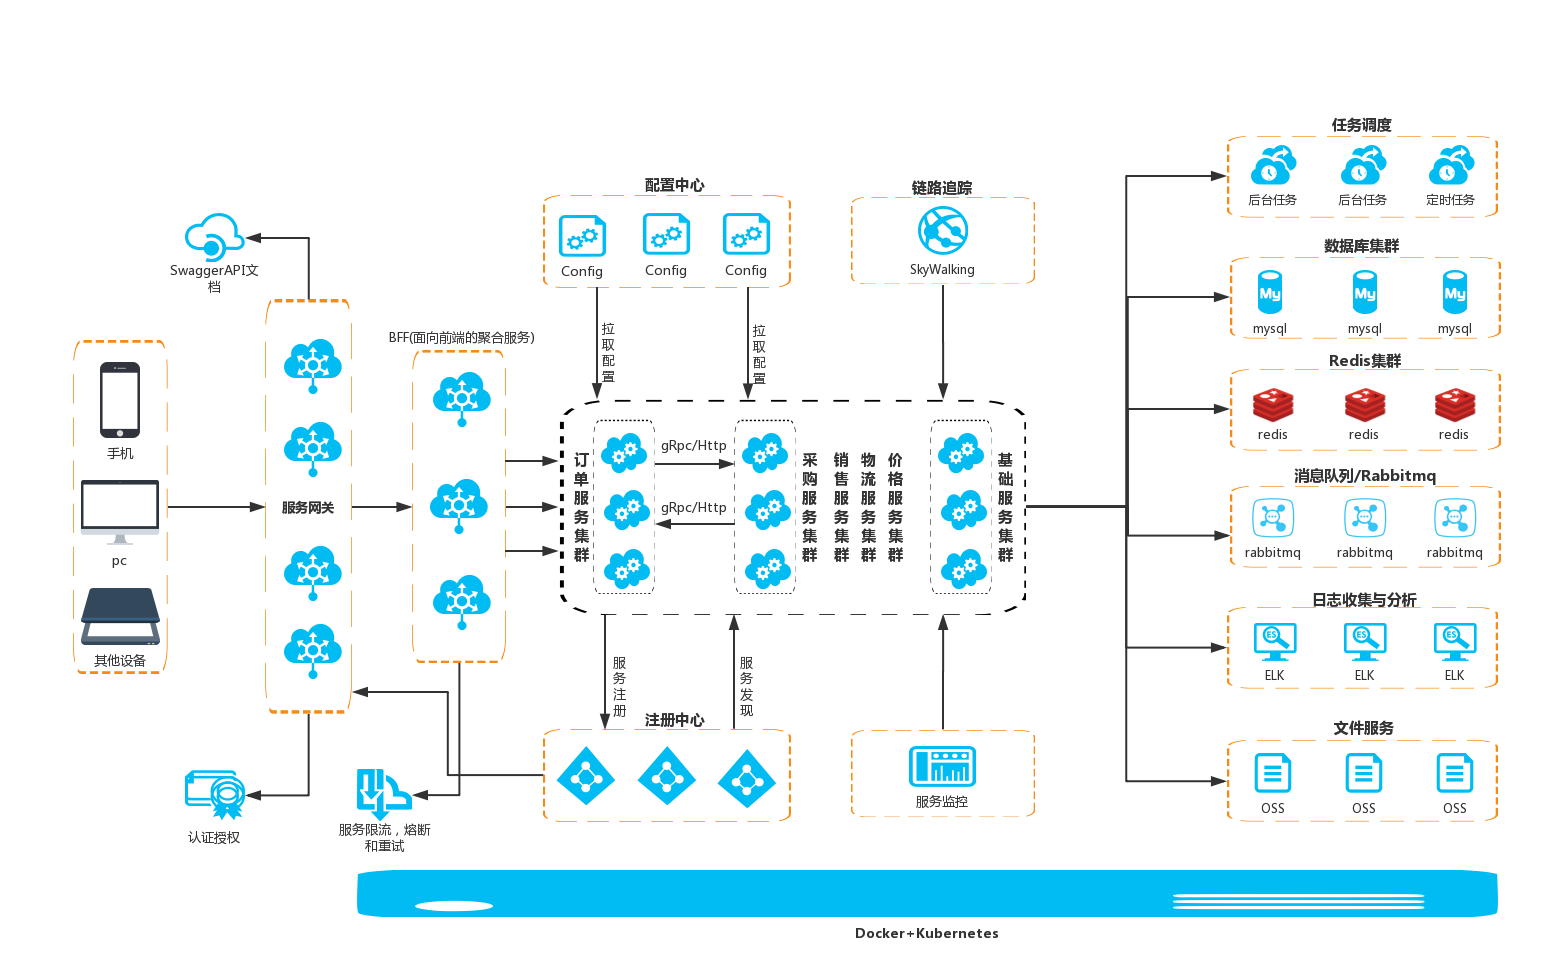 手机
pc
其他设备
SwaggerAPI文
档
服务网关
认证授权
BFF(面向前端的聚合服务)
服务限流，熔断
和重试
配置中心
Config
Config
Config
拉取配置
拉取配置
链路追踪
SkyWalking
订单服务集群
gRpc/Http
gRpc/Http
采购服务集群
销售服务集群
物流服务集群
价格服务集群
基础服务集群
服务注册
服务发现
注册中心
服务监控
任务调度
后台任务
后台任务
定时任务
数据库集群
My
My
My
mysql
mysql
mysql
Redis集群
redis
redis
redis
消息队列/Rabbitmq
rabbitmq
rabbitmq
rabbitmq
日志收集与分析
ES
ES
ES
ELK
ELK
ELK
文件服务
OSS
OSS
OSS
Docker+Kubernetes